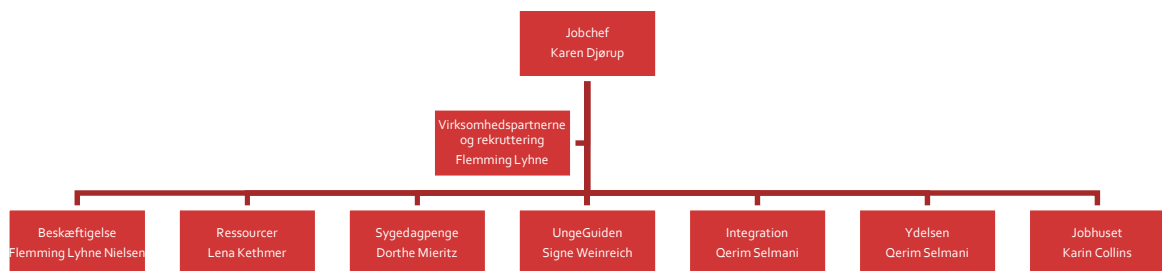 Jobchef
Karen Djørup
Virksomhedspartnerne
og rekruttering
Flemming Lyhne
Beskæftigelse
Flemming Lyhne Nielsen
Ressourcer
Lena Kethmer
Sygedagpenge
Dorthe Mieritz
UngeGuiden
Signe Weinreich
Integration
Qerim Selmani
Ydelsen
Qerim Selmani
Jobhuset
Karin Collins